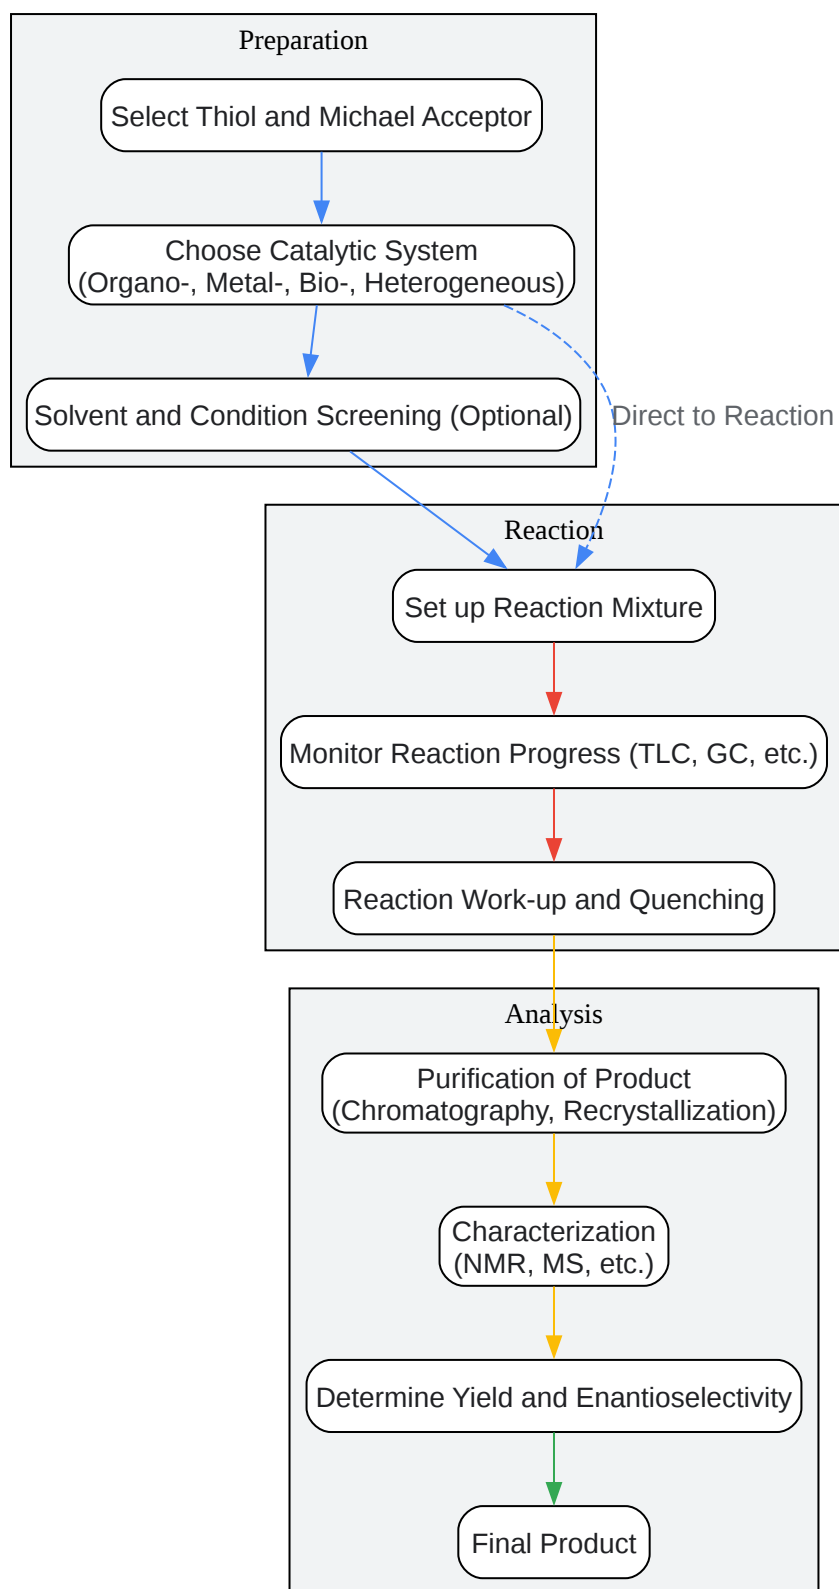 Preparation
Select Thiol and Michael Acceptor
Choose Catalytic System
(Organo-, Metal-, Bio-, Heterogeneous)
Solvent and Condition Screening (Optional)
Direct to Reaction
Reaction
Set up Reaction Mixture
Monitor Reaction Progress (TLC, GC, etc.)
Reaction Work-up and Quenching
Analysis
Purification of Product
(Chromatography, Recrystallization)
Characterization
(NMR, MS, etc.)
Determine Yield and Enantioselectivity
Final Product